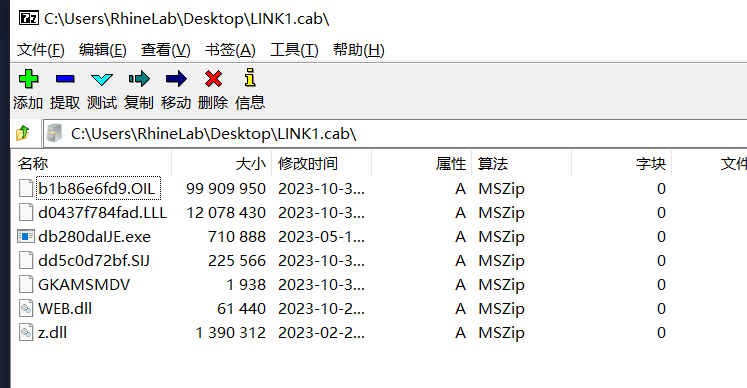 7z C:\Users\RhineLab\Desktop\LINK1.cab\
文件(F) 编辑(E) 查看(V) 书签(A) 工具(T) 帮助(H)
添加 提取 测试 复制 移动 删除 信息
C:\Users\RhineLab\Desktop\LINK1.cab\
名称 大小 修改时间 属性 算法 字块 文件
b1b86e6fd9.OIL 99 909 950 2023-10-3... A MSZip 0
d0437f784fad.LLL 12 078 430 2023-10-3... A MSZip 0
db280daIJE.exe 710 888 2023-05-1... A MSZip 0
dd5c0d72bf.SIJ 225 566 2023-10-3... A MSZip 0
GKAMSMDV 1 938 2023-10-3... A MSZip 0
WEB.dll 61 440 2023-10-2... A MSZip 0
z.dll 1 390 312 2023-02-2... A MSZip 0